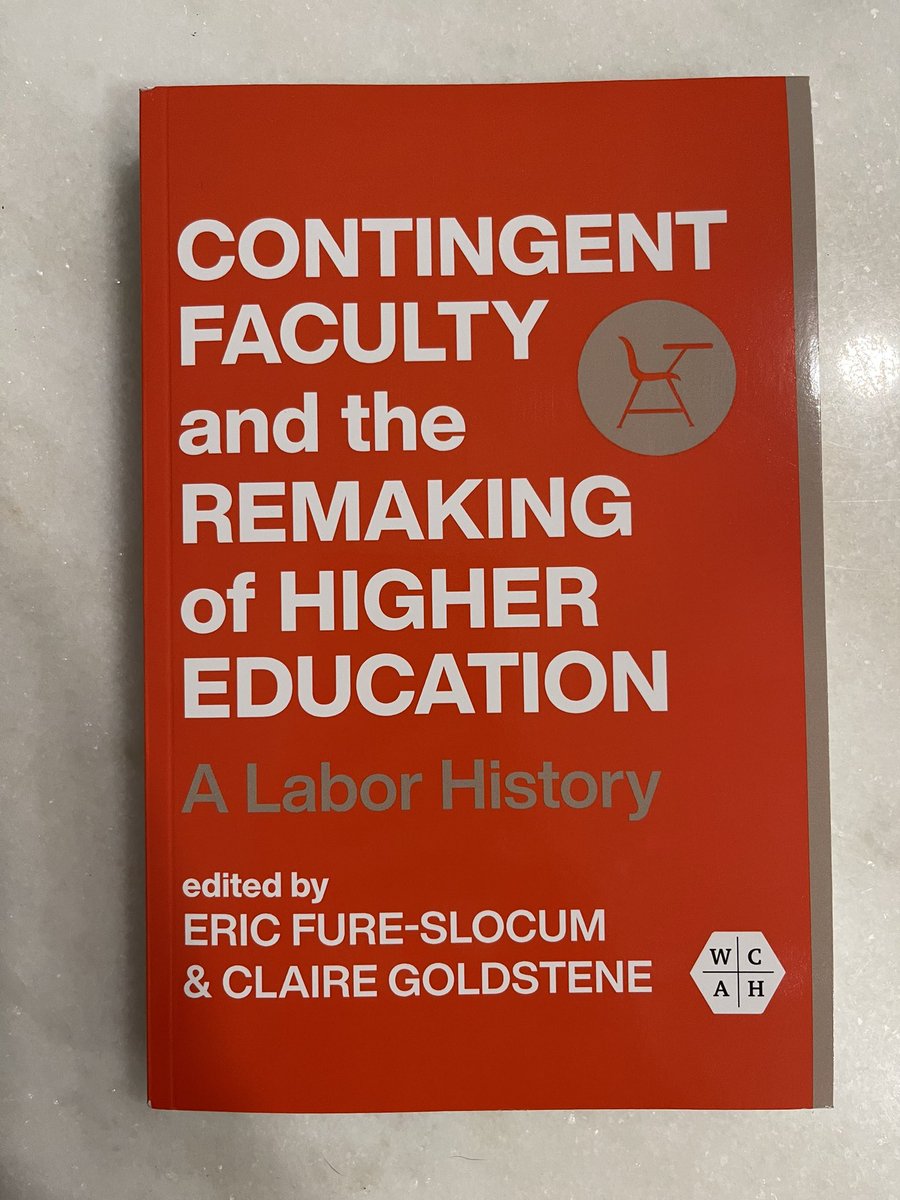 CONTINGENT
FACULTY
and the
REMAKING
of HIGHER
EDUCATION
A Labor History
edited by
ERIC FURE-SLOCUM
& CLAIRE GOLDSTENE
W C
A H